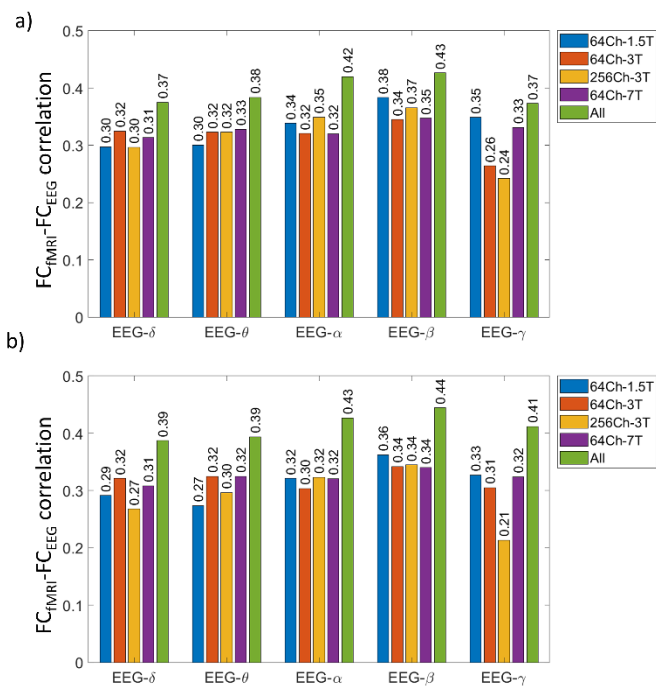 a)
0.5
0.4
0.3
0.2
0.1
0
FCfMRI-FCEEG correlation
0.30 0.32 0.30 0.31 0.37
0.30 0.32 0.32 0.33 0.38
0.34 0.32 0.35 0.32 0.42
0.38 0.34 0.37 0.35 0.43
0.35 0.26 0.24 0.33 0.37
EEG-δ EEG-θ EEG-α EEG-β EEG-γ
64Ch-1.5T
64Ch-3T
256Ch-3T
64Ch-7T
All
b)
0.5
0.4
0.3
0.2
0.1
0
FCfMRI-FCEEG correlation
0.29 0.32 0.27 0.31 0.39
0.27 0.32 0.30 0.32 0.39
0.32 0.30 0.32 0.32 0.43
0.36 0.34 0.34 0.34 0.44
0.33 0.31 0.21 0.32 0.41
EEG-δ EEG-θ EEG-α EEG-β EEG-γ
64Ch-1.5T
64Ch-3T
256Ch-3T
64Ch-7T
All